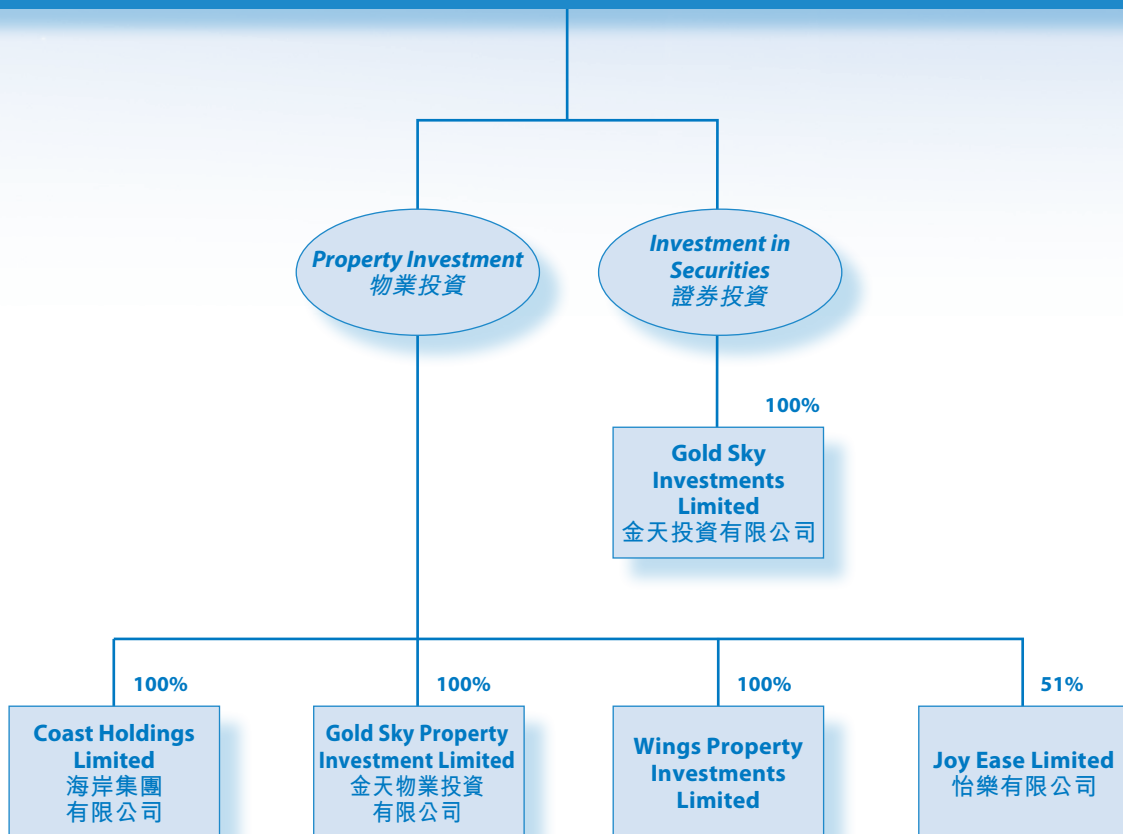 Property Investment
物業投資
Investment in
Securities
證券投資
100%
Gold Sky
Investments
Limited
金天投資有限公司
100%
Coast Holdings
Limited
海岸集團
有限公司
100%
Gold Sky Property
Investment Limited
金天物業投資
有限公司
100%
Wings Property
Investments
Limited
51%
Joy Ease Limited
怡樂有限公司